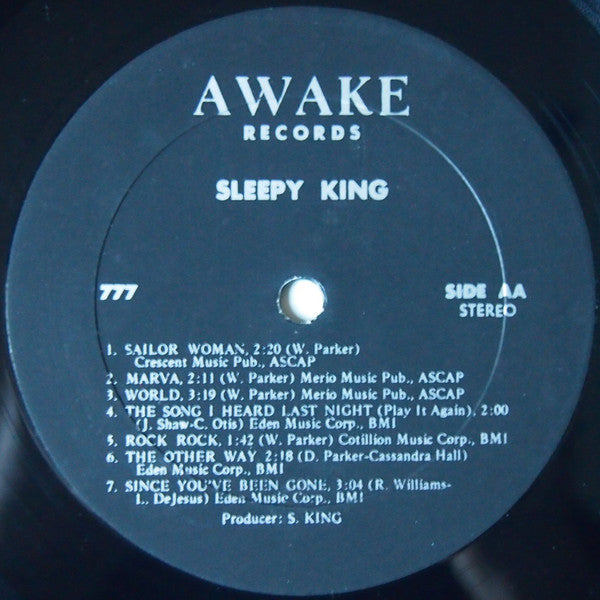 AWAKE
RECORDS
SLEEPY KING
777
SIDE AA
STEREO
1. SAILOR WOMAN, 2:20 (W. Parker)
Crescent Music Pub., ASCAP
2. MARVA, 2:11 (W. Parker) Merio Music Pub., ASCAP
3. WORLD, 3:19 (W. Parker) Merio Music Pub., ASCAP
4. THE SONG I HEARD LAST NIGHT (Play It Again), 2:00
(J. Shaw-C. Otis) Eden Music Corp., BMI
5. ROCK ROCK, 1:42 (W. Parker) Cotillion Music Corp., BMI
6. THE OTHER WAY 2:18 (D. Parker-Cassandra Hall)
Eden Music Corp., BMI
7. SINCE YOU'VE BEEN GONE, 3:04 (R. Williams-
L. DeJesus) Eden Music Corp., BMI
Producer: S. KING